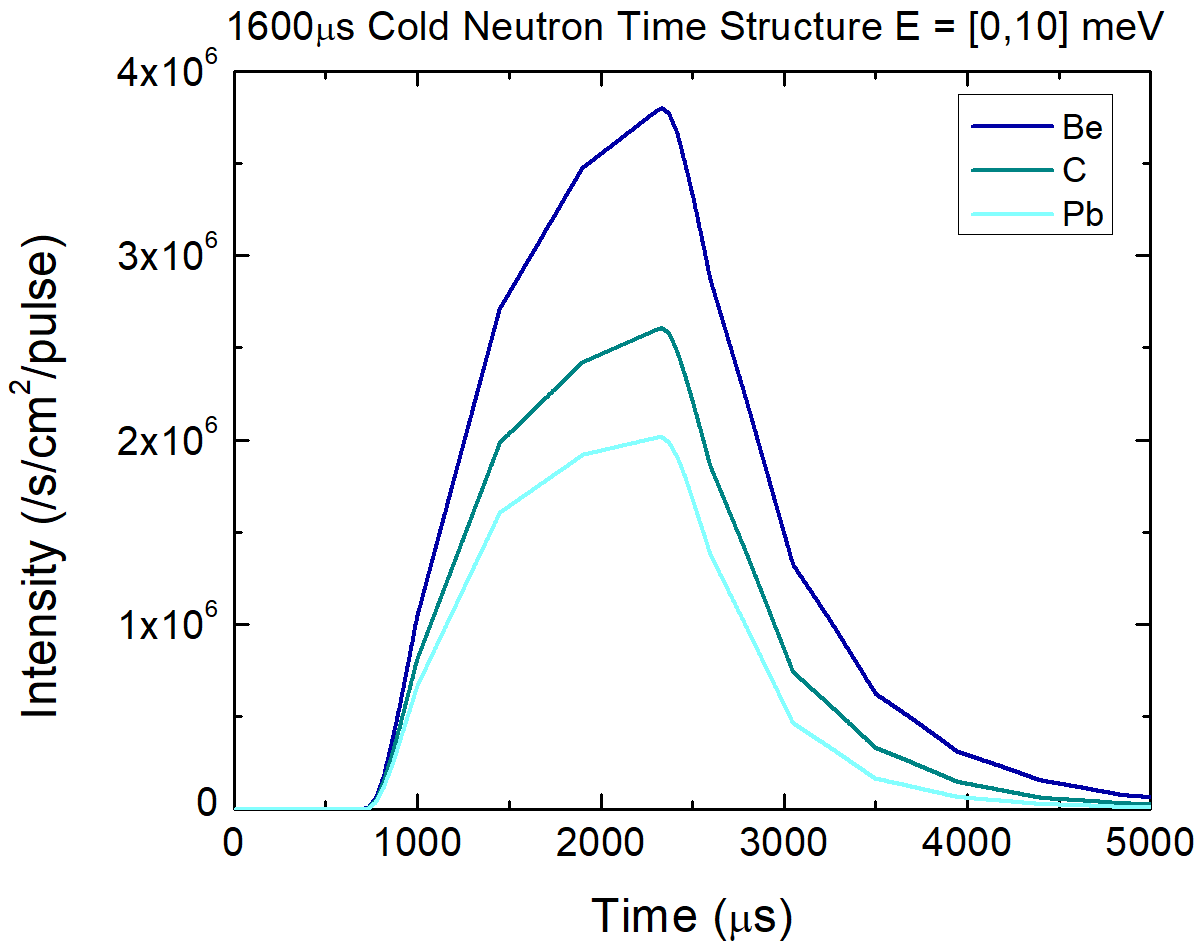 1600μs Cold Neutron Time Structure E = [0,10] meV
4x10⁶
3x10⁶
2x10⁶
1x10⁶
0
Intensity (/s/cm²/pulse)
Be
C
Pb
0 1000 2000 3000 4000 5000
Time (μs)